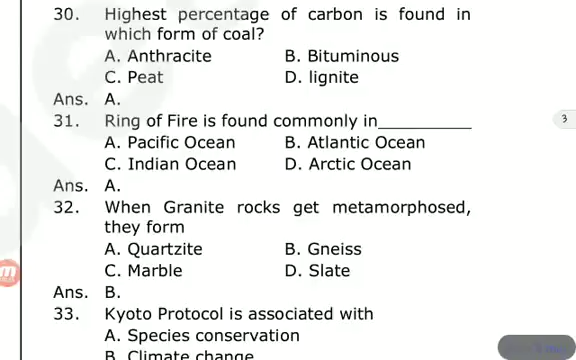 30. Highest percentage of carbon is found in
which form of coal?
A. Anthracite B. Bituminous
C. Peat D. lignite
Ans. A.
31. Ring of Fire is found commonly in__________
A. Pacific Ocean B. Atlantic Ocean
C. Indian Ocean D. Arctic Ocean
Ans. A.
3
32. When Granite rocks get metamorphosed,
they form
A. Quartzite B. Gneiss
C. Marble D. Slate
Ans. B.
33. Kyoto Protocol is associated with
A. Species conservation
B. Climate change